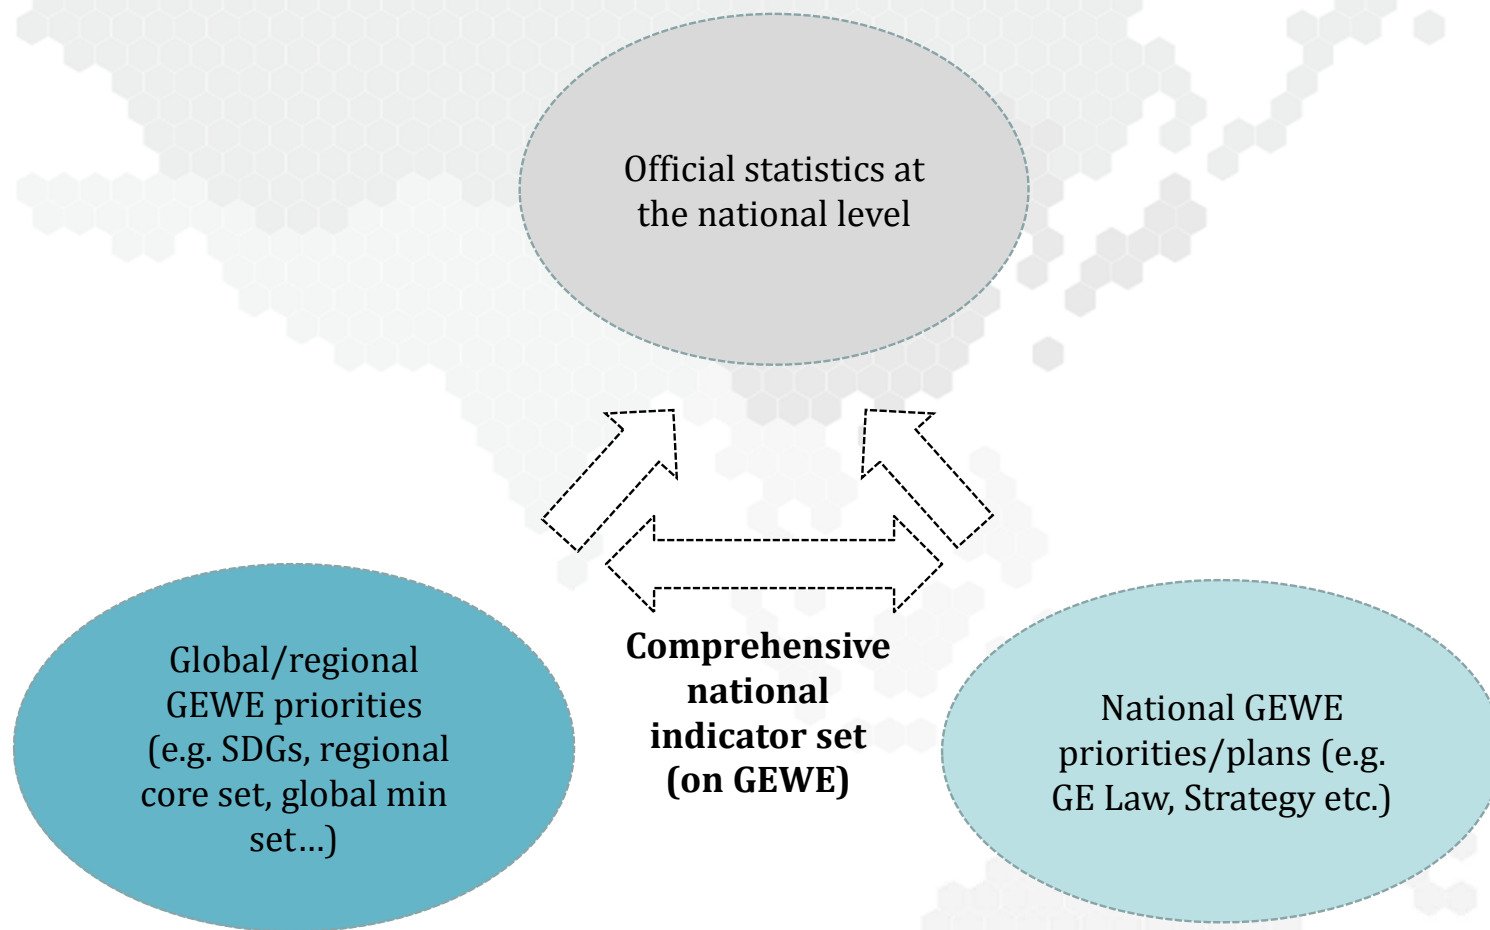 Official statistics at
the national level
Global/regional
GEWE priorities
(e.g. SDGs, regional
core set, global min
set…)
Comprehensive
national
indicator set
(on GEWE)
National GEWE
priorities/plans (e.g.
GE Law, Strategy etc.)